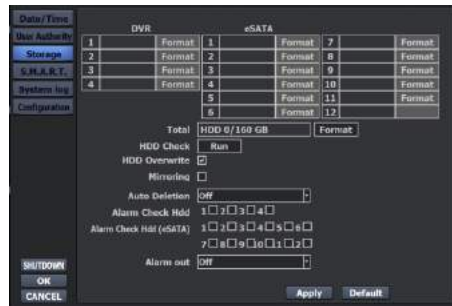 Date/Time
User Authority
Storage
S.M.A.R.T.
System log
Configuration
SHUTDOWN
OK
CANCEL
DVR eSATA
1 Format 1 Format 7 Format
2 Format 2 Format 8 Format
3 Format 3 Format 9 Format
4 Format 4 Format 10 Format
5 Format 11 Format
6 Format 12
Total HDD 0/160 GB Format
HDD Check Run
HDD Overwrite
Mirroring
Auto Deletion Off
Alarm Check Hdd 1 2 3 4
Alarm Check Hdd (eSATA) 1 2 3 4 5 6
7 8 9 10 11 12
Alarm out Off
Apply Default